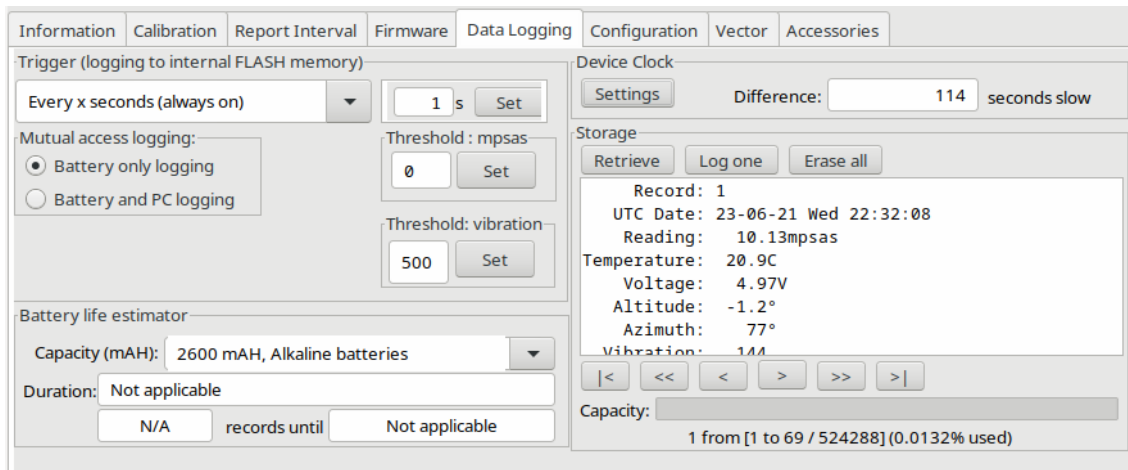 Information Calibration Report Interval Firmware Data Logging Configuration Vector Accessories
Trigger (logging to internal FLASH memory)
Every x seconds (always on)
1 s Set
Mutual access logging:
Battery only logging
Battery and PC logging
Threshold : mpsas
0 Set
Threshold: vibration
500 Set
Battery life estimator
Capacity (mAH): 2600 mAH, Alkaline batteries
Duration: Not applicable
N/A records until Not applicable
Device Clock
Settings Difference: 114 seconds slow
Storage
Retrieve Log one Erase all
Record: 1
UTC Date: 23-06-21 Wed 22:32:08
Reading: 10.13mpsas
Temperature: 20.9C
Voltage: 4.97V
Altitude: -1.2°
Azimuth: 77°
Vibration: 144
|< << < > >> >|
Capacity:
1 from [1 to 69 / 524288] (0.0132% used)